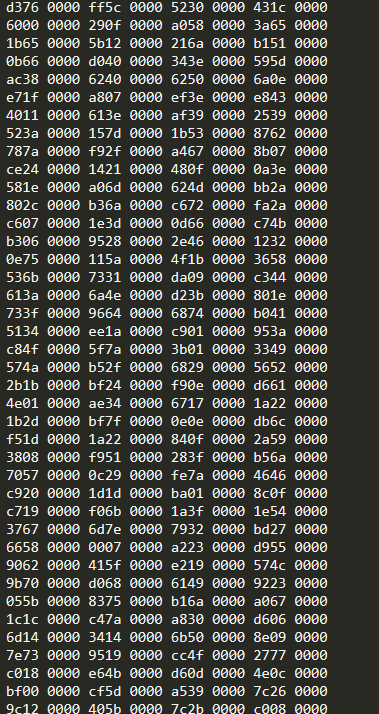 d376 0000 ff5c 0000 5230 0000 431c 0000
6000 0000 290f 0000 a058 0000 3a65 0000
1b65 0000 5b12 0000 216a 0000 b151 0000
0b66 0000 d040 0000 343e 0000 595d 0000
ac38 0000 6240 0000 6250 0000 6a0e 0000
e71f 0000 a807 0000 ef3e 0000 e843 0000
4011 0000 613e 0000 af39 0000 2539 0000
523a 0000 157d 0000 1b53 0000 8762 0000
787a 0000 f92f 0000 a467 0000 8b07 0000
ce24 0000 1421 0000 480f 0000 0a3e 0000
581e 0000 a06d 0000 624d 0000 bb2a 0000
802c 0000 b36a 0000 c672 0000 fa2a 0000
c607 0000 1e3d 0000 0d66 0000 c74b 0000
b306 0000 9528 0000 2e46 0000 1232 0000
0e75 0000 115a 0000 4f1b 0000 3658 0000
536b 0000 7331 0000 da09 0000 c344 0000
613a 0000 6a4e 0000 d23b 0000 801e 0000
733f 0000 9664 0000 6874 0000 b041 0000
5134 0000 ee1a 0000 c901 0000 953a 0000
c84f 0000 5f7a 0000 3b01 0000 3349 0000
574a 0000 b52f 0000 6829 0000 5652 0000
2b1b 0000 bf24 0000 f90e 0000 d661 0000
4e01 0000 ae34 0000 6717 0000 1a22 0000
1b2d 0000 bf7f 0000 0e0e 0000 db6c 0000
f51d 0000 1a22 0000 840f 0000 2a59 0000
3808 0000 f951 0000 283f 0000 b56a 0000
7057 0000 0c29 0000 fe7a 0000 4646 0000
c920 0000 1d1d 0000 ba01 0000 8c0f 0000
c719 0000 f06b 0000 1a3f 0000 1e54 0000
3767 0000 6d7e 0000 7932 0000 bd27 0000
6658 0000 0007 0000 a223 0000 d955 0000
9062 0000 415f 0000 e219 0000 574c 0000
9b70 0000 d068 0000 6149 0000 9223 0000
055b 0000 8375 0000 b16a 0000 a067 0000
1c1c 0000 c47a 0000 a830 0000 d606 0000
6d14 0000 3414 0000 6b50 0000 8e09 0000
7e73 0000 9519 0000 cc4f 0000 2777 0000
c018 0000 e64b 0000 d60d 0000 4e0c 0000
bf00 0000 cf5d 0000 a539 0000 7c26 0000
9c12 0000 405b 0000 7c2b 0000 c008 0000